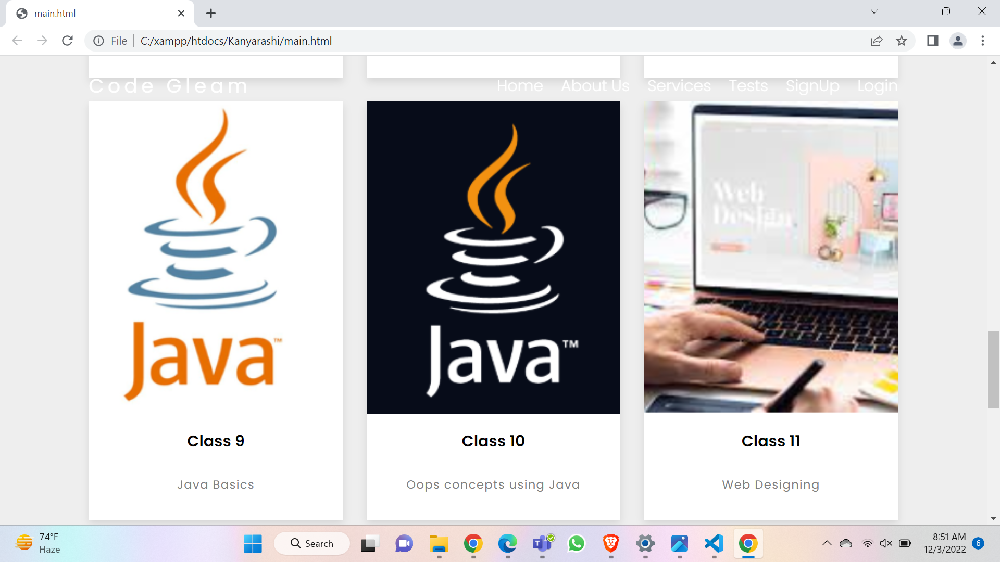 main.html
File C:/xampp/htdocs/Kanyarashi/main.html
Code Gleam Home About Us Services Tests SignUp Login
Java™
Java™
Web
Design.
Class 9
Class 10
Class 11
Java Basics
Oops concepts using Java
Web Designing
74°F
Haze
Search
T
8:51 AM
12/3/2022
6